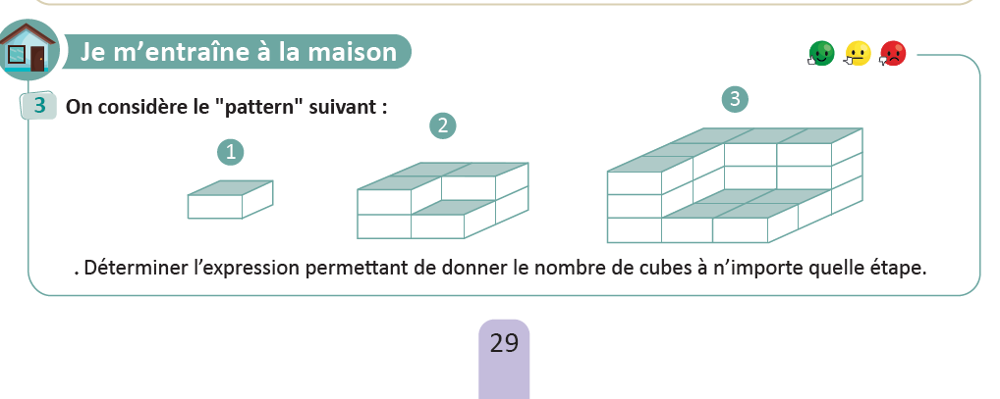 Je m'entraîne à la maison
3 On considère le "pattern" suivant :
1
2
3
. Déterminer l'expression permettant de donner le nombre de cubes à n'importe quelle étape.
29